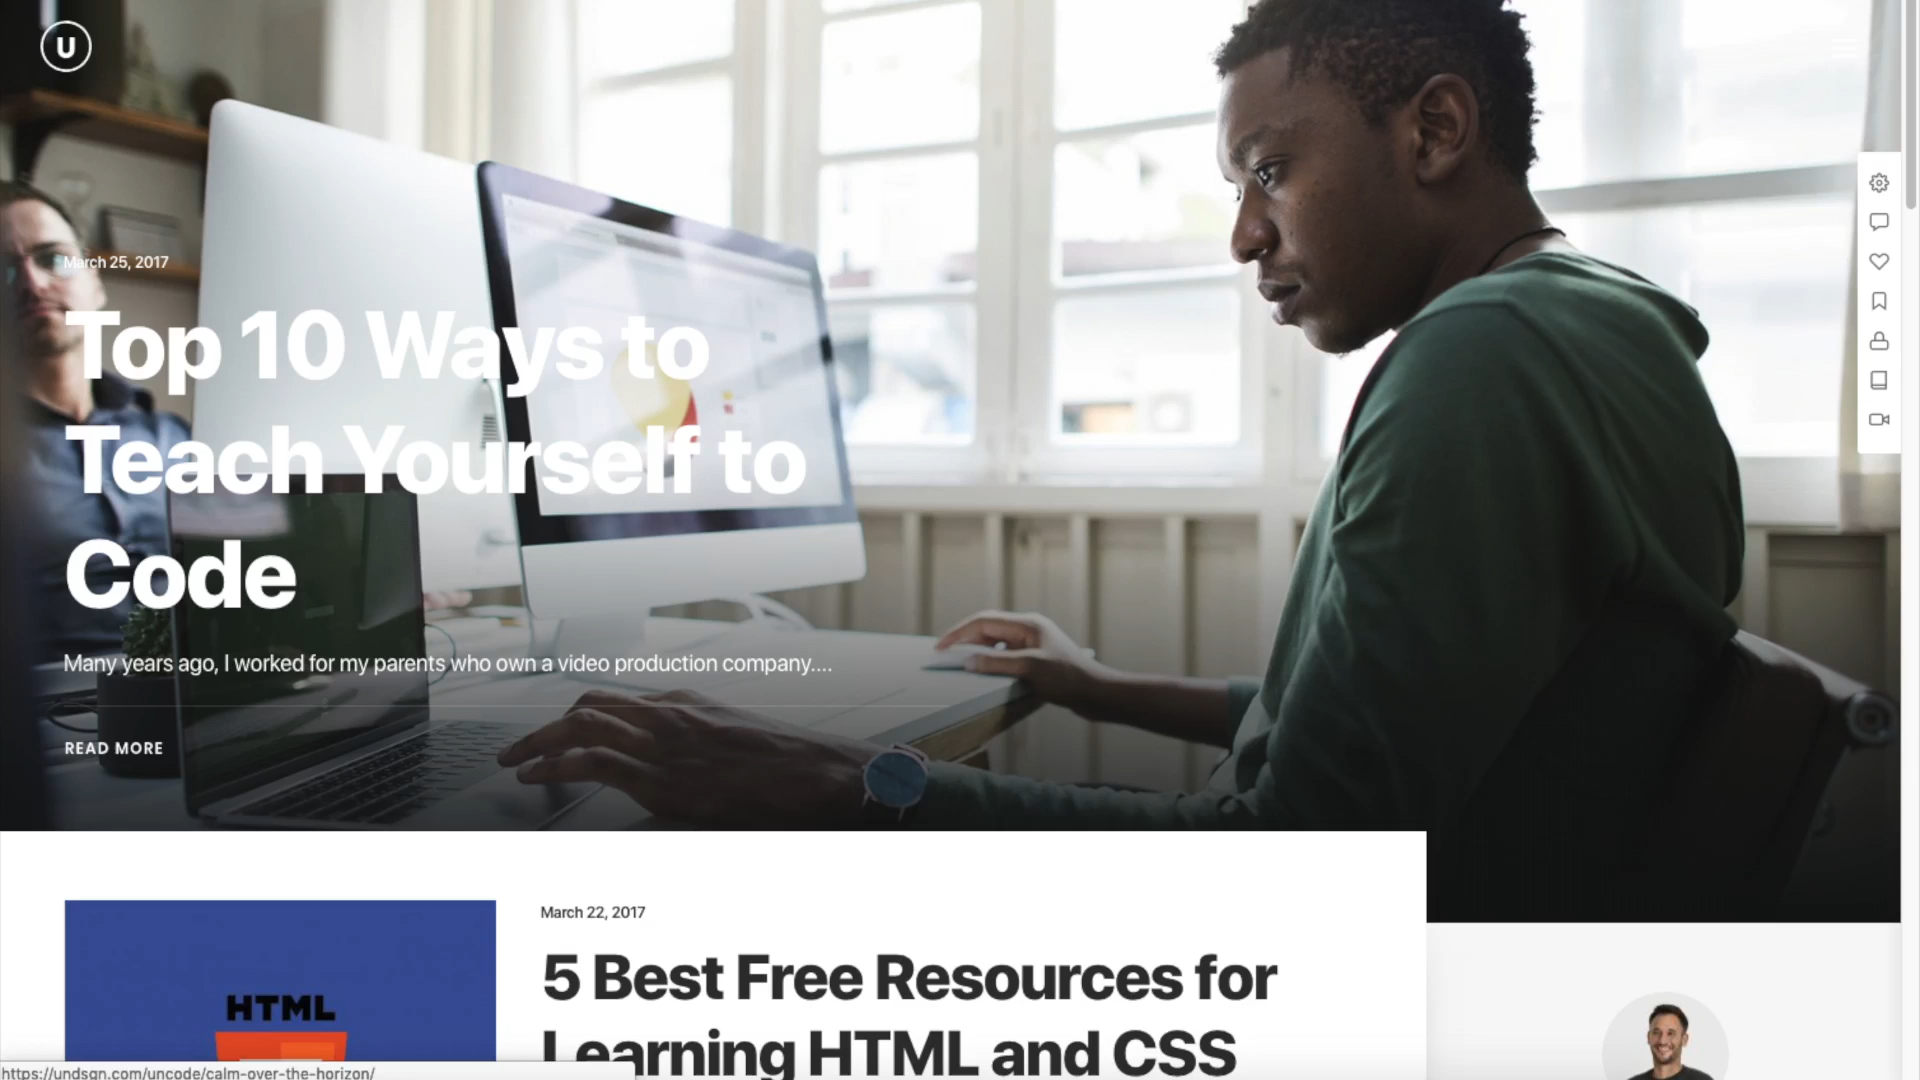 U
March 25, 2017
Top 10 Ways to
Teach Yourself to
Code
Many years ago, I worked for my parents who own a video production company....
READ MORE
March 22, 2017
5 Best Free Resources for
Learning HTML and CSS
HTML
https://undsgn.com/uncode/calm-over-the-horizon/